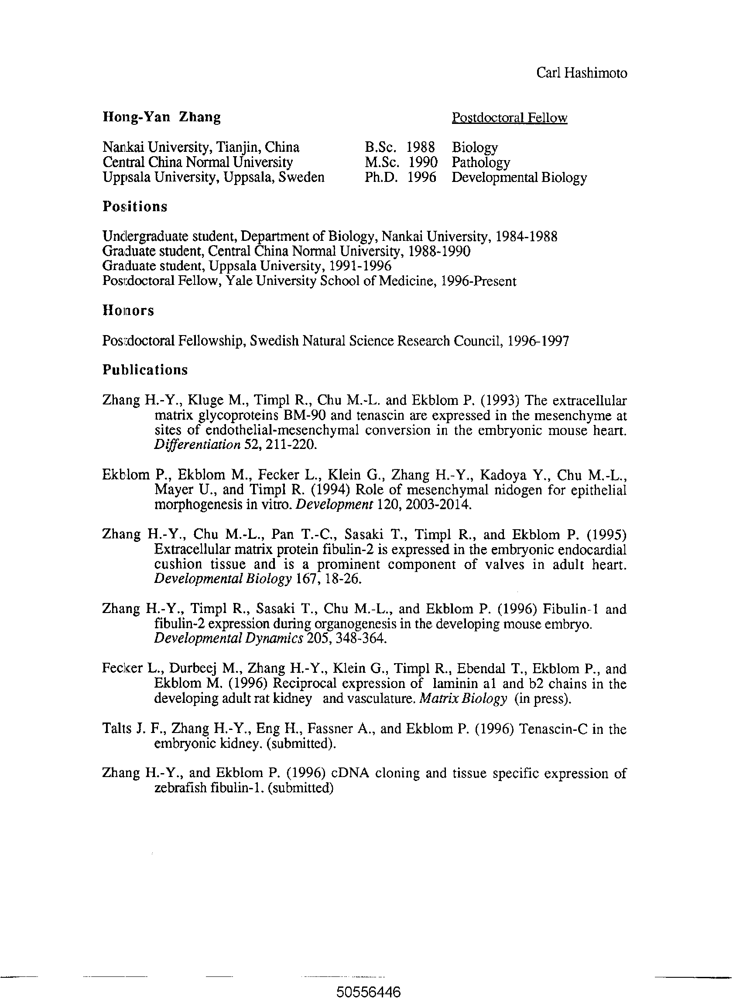 Carl Hashimoto
Hong-Yan Zhang Postdoctoral Fellow
Nankai University, Tianjin, China B.Sc. 1988 Biology
Central China Normal University M.Sc. 1990 Pathology
Uppsala University, Uppsala, Sweden Ph.D. 1996 Developmental Biology
Positions
Undergraduate student, Department of Biology, Nankai University, 1984-1988
Graduate student, Central China Normal University, 1988-1990
Graduate student, Uppsala University, 1991-1996
Postdoctoral Fellow, Yale University School of Medicine, 1996-Present
Honors
Postdoctoral Fellowship, Swedish Natural Science Research Council, 1996-1997
Publications
Zhang H.-Y., Kluge M., Timpl R., Chu M.-L. and Ekblom P. (1993) The extracellular
matrix glycoproteins BM-90 and tenascin are expressed in the mesenchyme at
sites of endothelial-mesenchymal conversion in the embryonic mouse heart.
Differentiation 52, 211-220.
Ekblom P., Ekblom M., Fecker L., Klein G., Zhang H.-Y., Kadoya Y., Chu M.-L.,
Mayer U., and Timpl R. (1994) Role of mesenchymal nidogen for epithelial
morphogenesis in vitro. Development 120, 2003-2014.
Zhang H.-Y., Chu M.-L., Pan T.-C., Sasaki T., Timpl R., and Ekblom P. (1995)
Extracellular matrix protein fibulin-2 is expressed in the embryonic endocardial
cushion tissue and is a prominent component of valves in adult heart.
Developmental Biology 167, 18-26.
Zhang H.-Y., Timpl R., Sasaki T., Chu M.-L., and Ekblom P. (1996) Fibulin-1 and
fibulin-2 expression during organogenesis in the developing mouse embryo.
Developmental Dynamics 205, 348-364.
Fecker L., Durbeej M., Zhang H.-Y., Klein G., Timpl R., Ebendal T., Ekblom P., and
Ekblom M. (1996) Reciprocal expression of laminin a1 and b2 chains in the
developing adult rat kidney and vasculature. Matrix Biology (in press).
Talts J. F., Zhang H.-Y., Eng H., Fassner A., and Ekblom P. (1996) Tenascin-C in the
embryonic kidney. (submitted).
Zhang H.-Y., and Ekblom P. (1996) cDNA cloning and tissue specific expression of
zebrafish fibulin-1. (submitted)
50556446